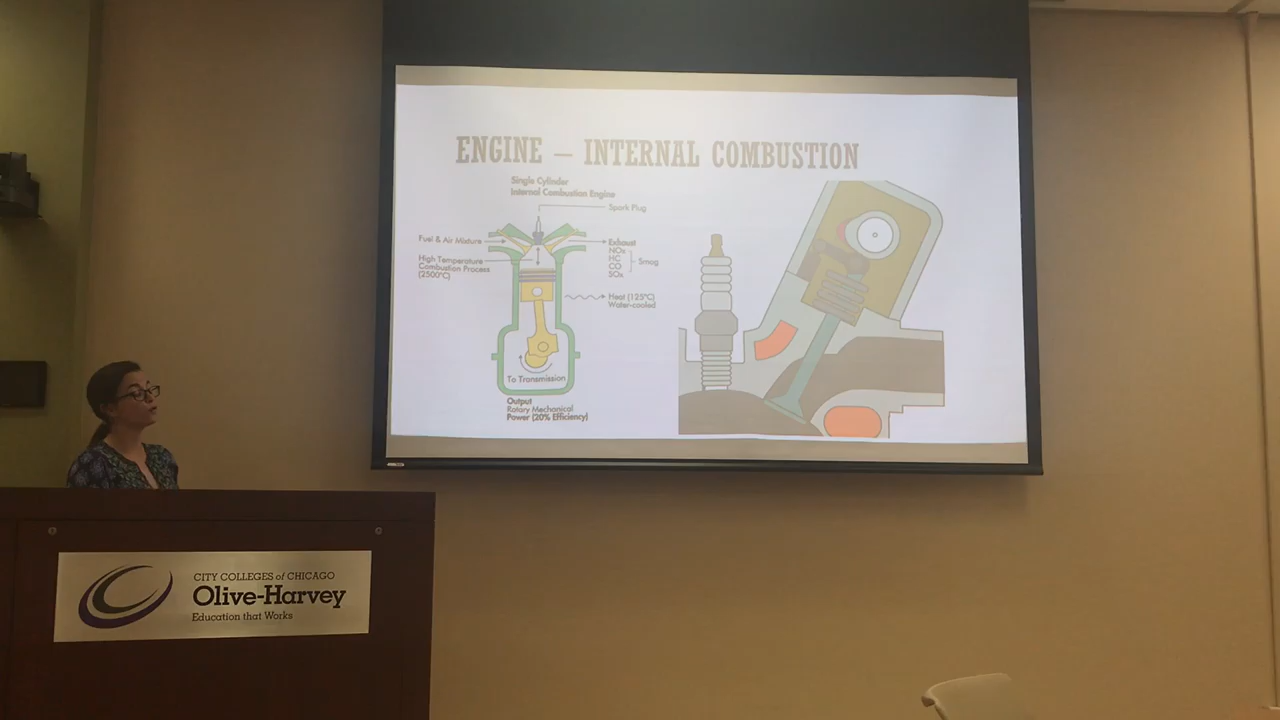 ENGINE – INTERNAL COMBUSTION
Single Cylinder
Internal Combustion Engine
Spark Plug
Fuel & Air Mixture
High Temperature
Combustion Process
(2500°C)
Exhaust
NOx
HC
CO
SOx
Smog
Heat (125°C)
Water-cooled
To Transmission
Output
Rotary Mechanical
Power (20% Efficiency)
CITY COLLEGES of CHICAGO
Olive-Harvey
Education that Works